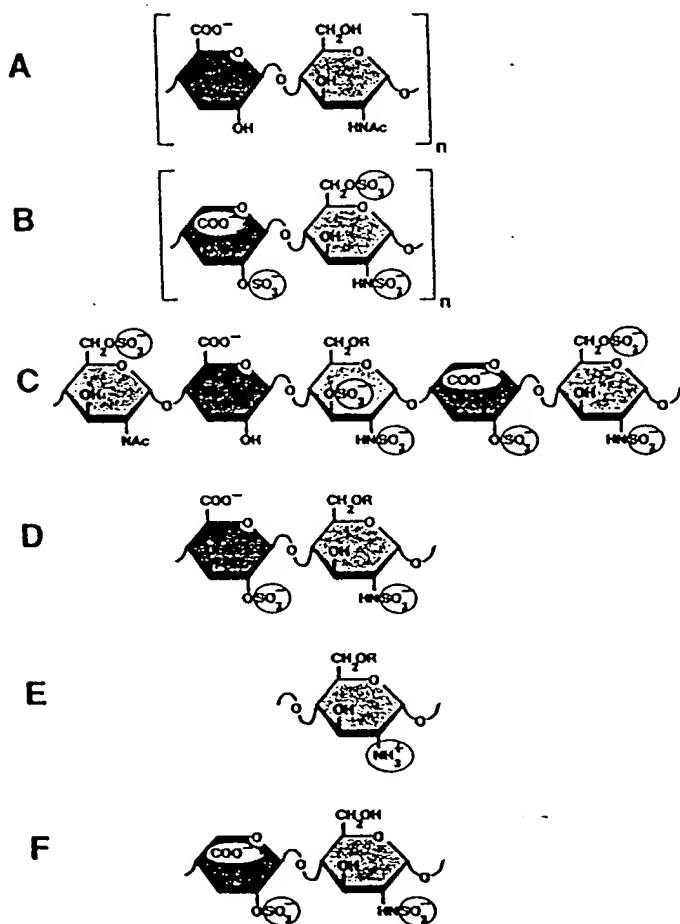 A
COO⁻ O CH₂OH O
O OH O
OH HNAc n
B
CH₂OSO₃⁻
COO⁻ O O
O OH O
OSO₃⁻ HNSO₃⁻ n
C
CH₂OSO₃⁻ COO⁻ CH₂OR CH₂OSO₃⁻
O O O O O
OH O O OSO₃⁻ O COO⁻ O OH O
NAc OH HNSO₃⁻ OSO₃⁻ HNSO₃⁻
D
COO⁻ O CH₂OR O
O OH O
OSO₃⁻ HNSO₃⁻
E
CH₂OR
O
O OH O
NH₃⁺
F
CH₂OH
COO⁻ O O
O OH O
OSO₃⁻ HNSO₃⁻